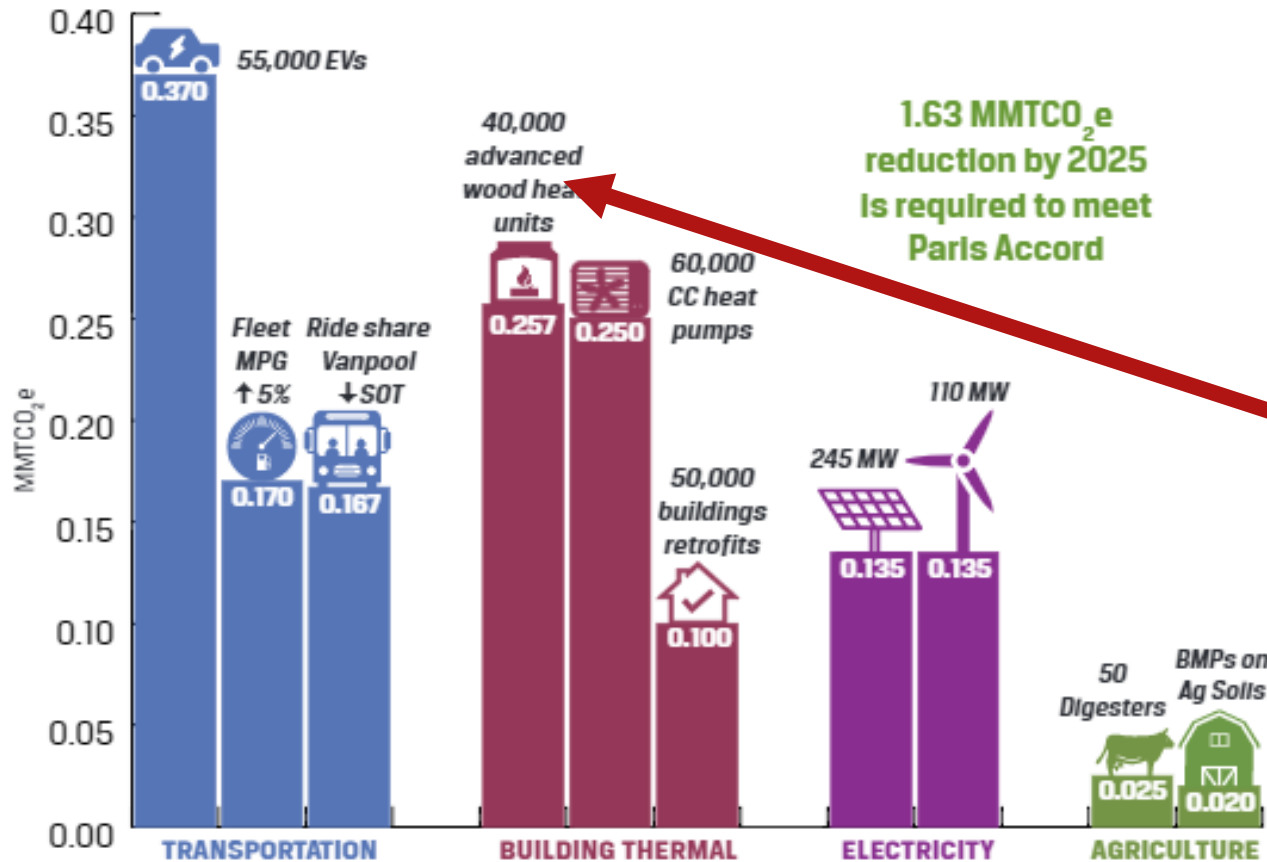 0.40
0.35
0.30
0.25
0.20
0.15
0.10
0.05
0.00
MMTCO₂e
55,000 EVs
0.370
Fleet
MPG
↑ 5%
0.170
Ride share
Vanpool
↓ SOT
0.167
TRANSPORTATION
40,000
advanced
wood heat
units
0.257
60,000
CC heat
pumps
0.250
50,000
buildings
retrofits
0.100
BUILDING THERMAL
245 MW
0.135
110 MW
0.135
ELECTRICITY
50
Digesters
0.025
BMPs on
Ag Soils
0.020
AGRICULTURE
1.63 MMTCO₂e
reduction by 2025
is required to meet
Paris Accord